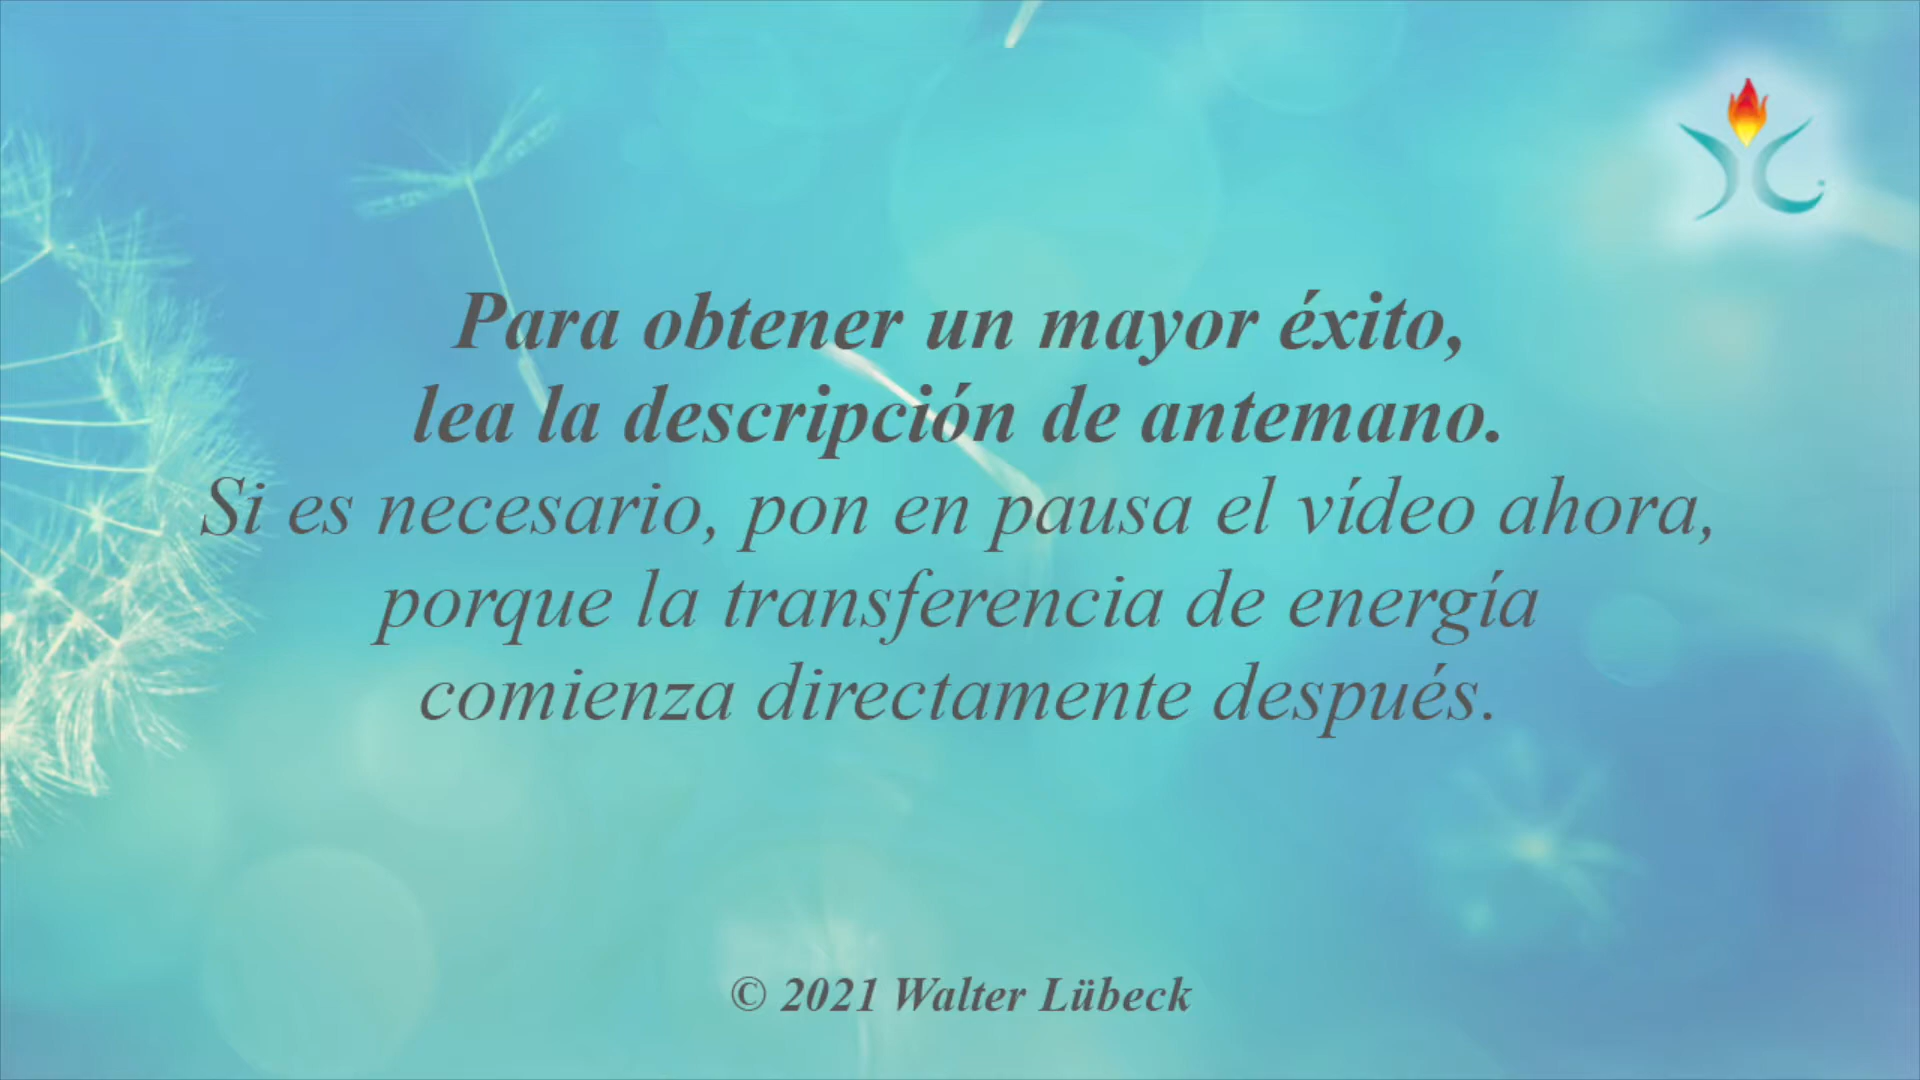 Para obtener un mayor éxito,
lea la descripción de antemano.
Si es necesario, pon en pausa el vídeo ahora,
porque la transferencia de energía
comienza directamente después.
© 2021 Walter Lübeck